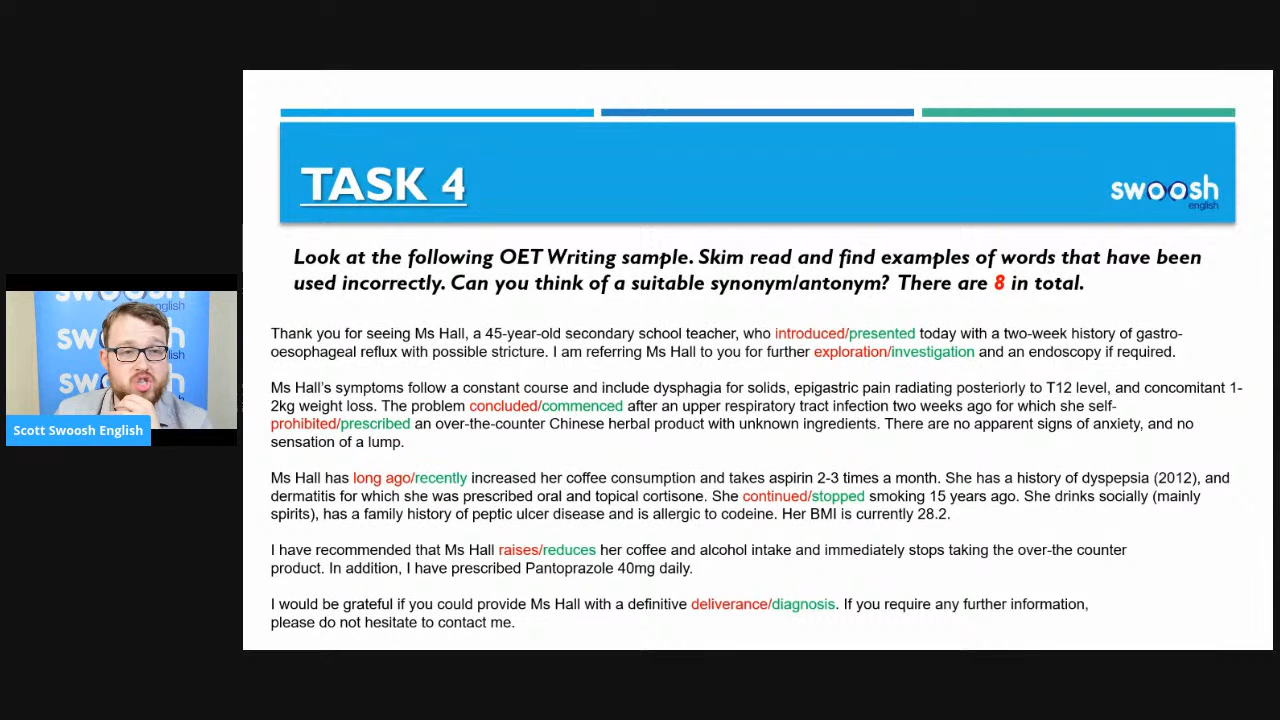 TASK 4
swoosh
english
Look at the following OET Writing sample. Skim read and find examples of words that have been
used incorrectly. Can you think of a suitable synonym/antonym? There are 8 in total.
Thank you for seeing Ms Hall, a 45-year-old secondary school teacher, who introduced/presented today with a two-week history of gastro-
oesophageal reflux with possible stricture. I am referring Ms Hall to you for further exploration/investigation and an endoscopy if required.
Ms Hall's symptoms follow a constant course and include dysphagia for solids, epigastric pain radiating posteriorly to T12 level, and concomitant 1-
2kg weight loss. The problem concluded/commenced after an upper respiratory tract infection two weeks ago for which she self-
prohibited/prescribed an over-the-counter Chinese herbal product with unknown ingredients. There are no apparent signs of anxiety, and no
sensation of a lump.
Ms Hall has long ago/recently increased her coffee consumption and takes aspirin 2-3 times a month. She has a history of dyspepsia (2012), and
dermatitis for which she was prescribed oral and topical cortisone. She continued/stopped smoking 15 years ago. She drinks socially (mainly
spirits), has a family history of peptic ulcer disease and is allergic to codeine. Her BMI is currently 28.2.
I have recommended that Ms Hall raises/reduces her coffee and alcohol intake and immediately stops taking the over-the counter
product. In addition, I have prescribed Pantoprazole 40mg daily.
I would be grateful if you could provide Ms Hall with a definitive deliverance/diagnosis. If you require any further information,
please do not hesitate to contact me.
swoosh
english
swo
sh
english
swo
Scott Swoosh English